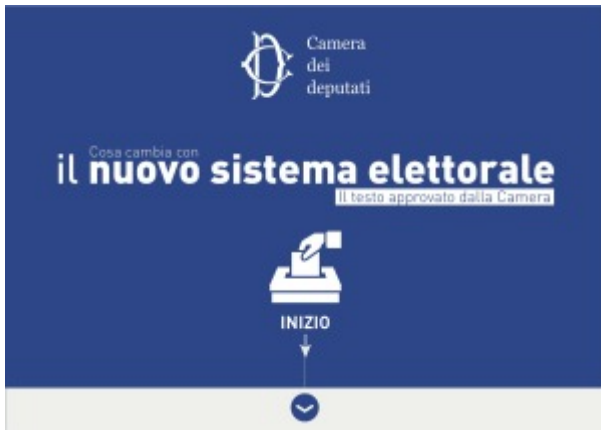 Camera
dei
deputati
Cosa cambia con
il nuovo sistema elettorale
Il testo approvato dalla Camera
INIZIO